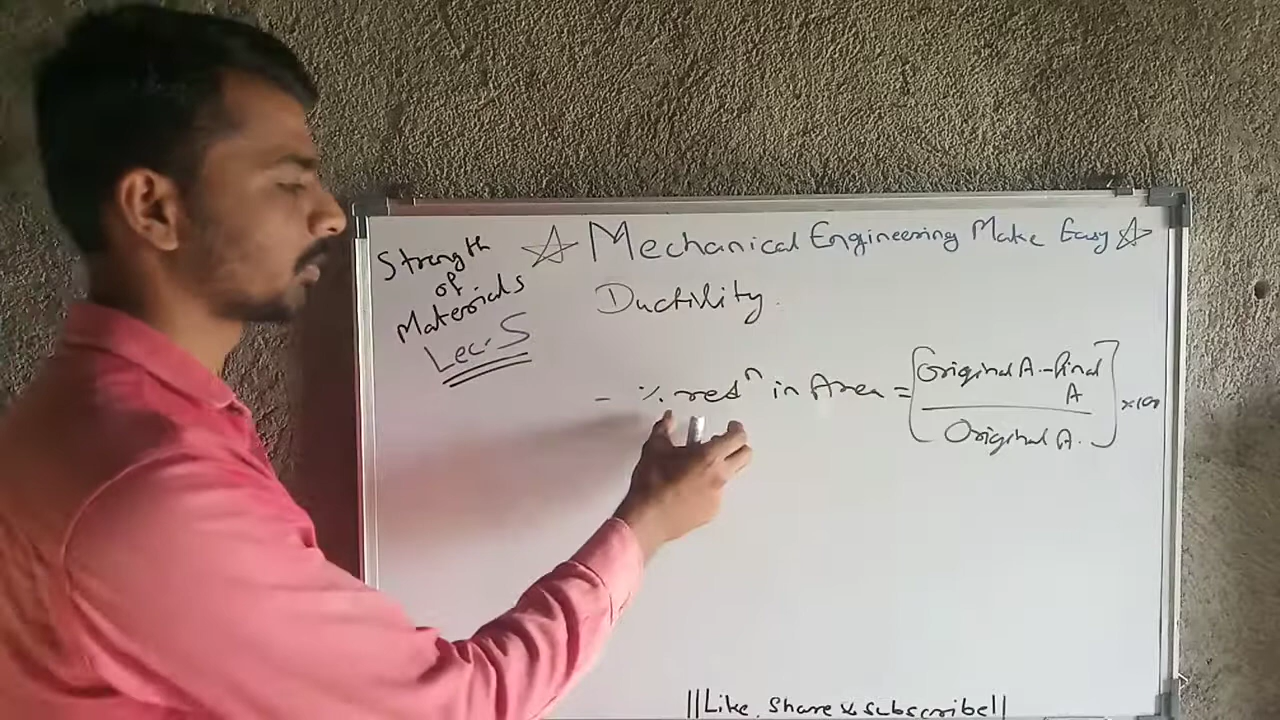 Strength
of
Materials
Lec-5
☆ Mechanical Engineering Make Easy ☆
Ductility.
- % redⁿ in Area = [Original A - final A / Original A.] × 100
||Like, Share & subscribe||